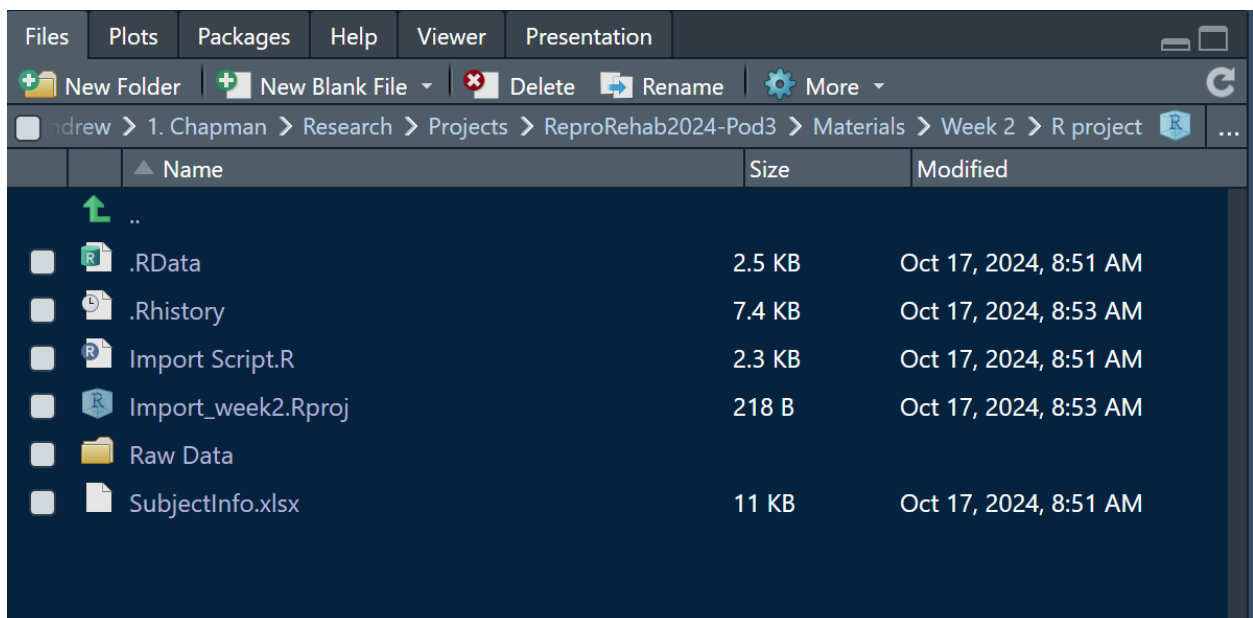 Files Plots Packages Help Viewer Presentation
New Folder New Blank File Delete Rename More
ndrew > 1. Chapman > Research > Projects > ReproRehab2024-Pod3 > Materials > Week 2 > R project R ...
Name Size Modified
..
.RData 2.5 KB Oct 17, 2024, 8:51 AM
.Rhistory 7.4 KB Oct 17, 2024, 8:53 AM
Import Script.R 2.3 KB Oct 17, 2024, 8:51 AM
Import_week2.Rproj 218 B Oct 17, 2024, 8:53 AM
Raw Data
SubjectInfo.xlsx 11 KB Oct 17, 2024, 8:51 AM